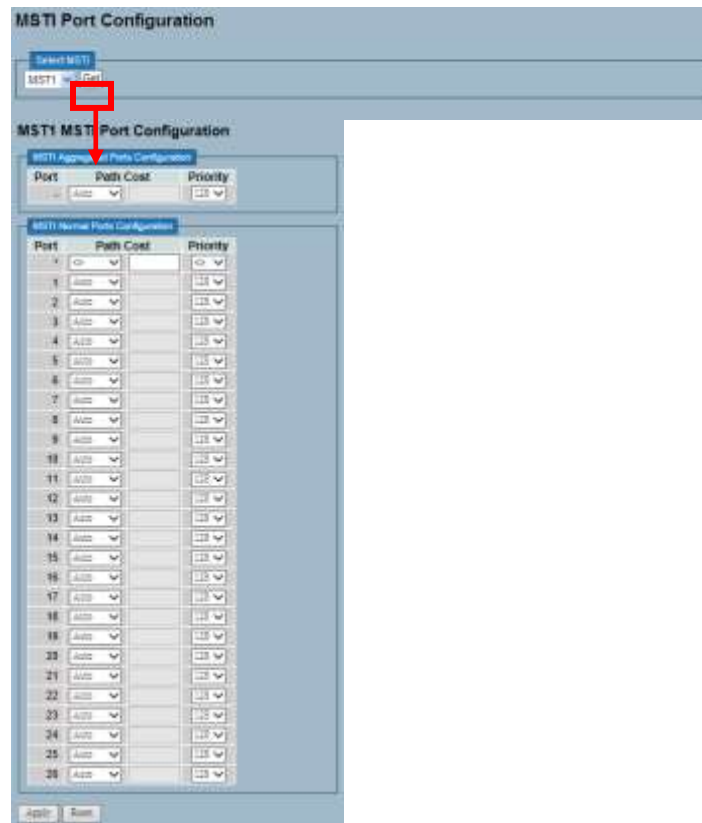 MSTI Port Configuration
Select MSTI
MST1 Get
MST1 MSTI Port Configuration
MSTI Aggregated Ports Configuration
Port Path Cost Priority
Auto 128
MSTI Normal Ports Configuration
Port Path Cost Priority
* <> <>
1 Auto 128
2 Auto 128
3 Auto 128
4 Auto 128
5 Auto 128
6 Auto 128
7 Auto 128
8 Auto 128
9 Auto 128
10 Auto 128
11 Auto 128
12 Auto 128
13 Auto 128
14 Auto 128
15 Auto 128
16 Auto 128
17 Auto 128
18 Auto 128
19 Auto 128
20 Auto 128
21 Auto 128
22 Auto 128
23 Auto 128
24 Auto 128
25 Auto 128
26 Auto 128
Apply Reset